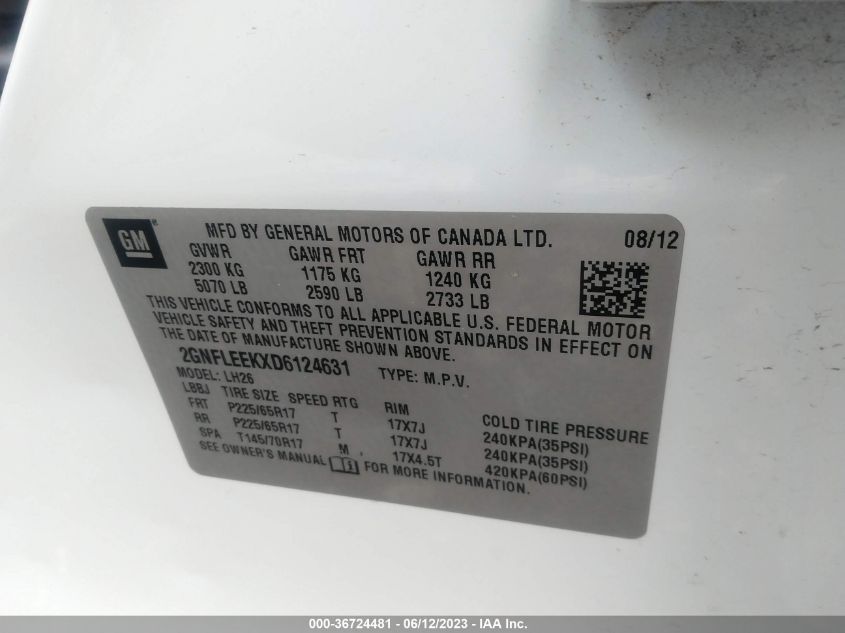 GM
MFD BY GENERAL MOTORS OF CANADA LTD. 08/12
GVWR GAWR FRT GAWR RR
2300 KG 1175 KG 1240 KG
5070 LB 2590 LB 2733 LB
THIS VEHICLE CONFORMS TO ALL APPLICABLE U.S. FEDERAL MOTOR
VEHICLE SAFETY AND THEFT PREVENTION STANDARDS IN EFFECT ON
THE DATE OF MANUFACTURE SHOWN ABOVE.
2GNFLEEKXD6124631 TYPE: M.P.V.
MODEL: LH26
LBBJ TIRE SIZE SPEED RTG RIM COLD TIRE PRESSURE
FRT P225/65R17 T 17X7J 240KPA(35PSI)
RR P225/65R17 T 17X7J 240KPA(35PSI)
SPA T145/70R17 M , 17X4.5T 420KPA(60PSI)
SEE OWNER'S MANUAL FOR MORE INFORMATION.
000-36724481 - 06/12/2023 - IAA Inc.